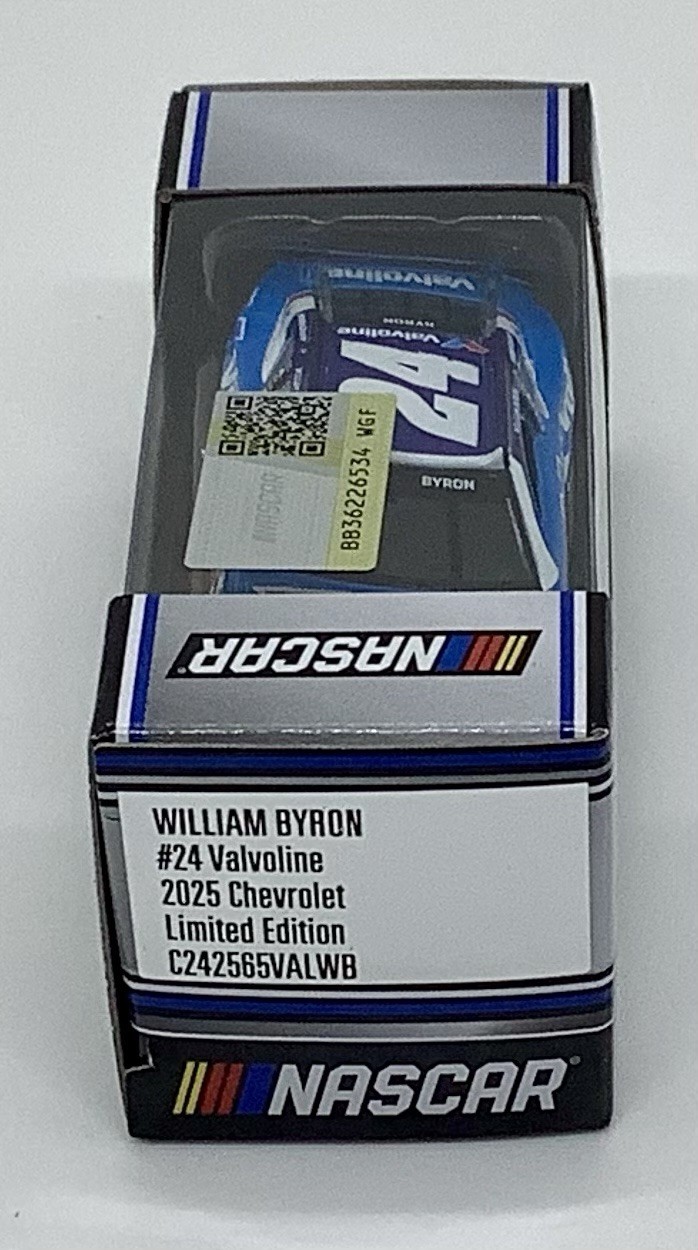 Valvoline
BYRON
Valvoline
24
BYRON
NASCAR
BB36226534 WGF
NASCAR
WILLIAM BYRON
#24 Valvoline
2025 Chevrolet
Limited Edition
C242565VALWB
NASCAR